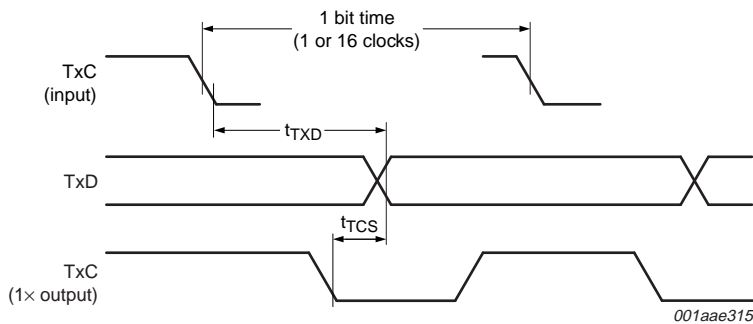 1 bit time
(1 or 16 clocks)
TxC
(input)
tTXD
TxD
tTCS
TxC
(1× output)
001aae315